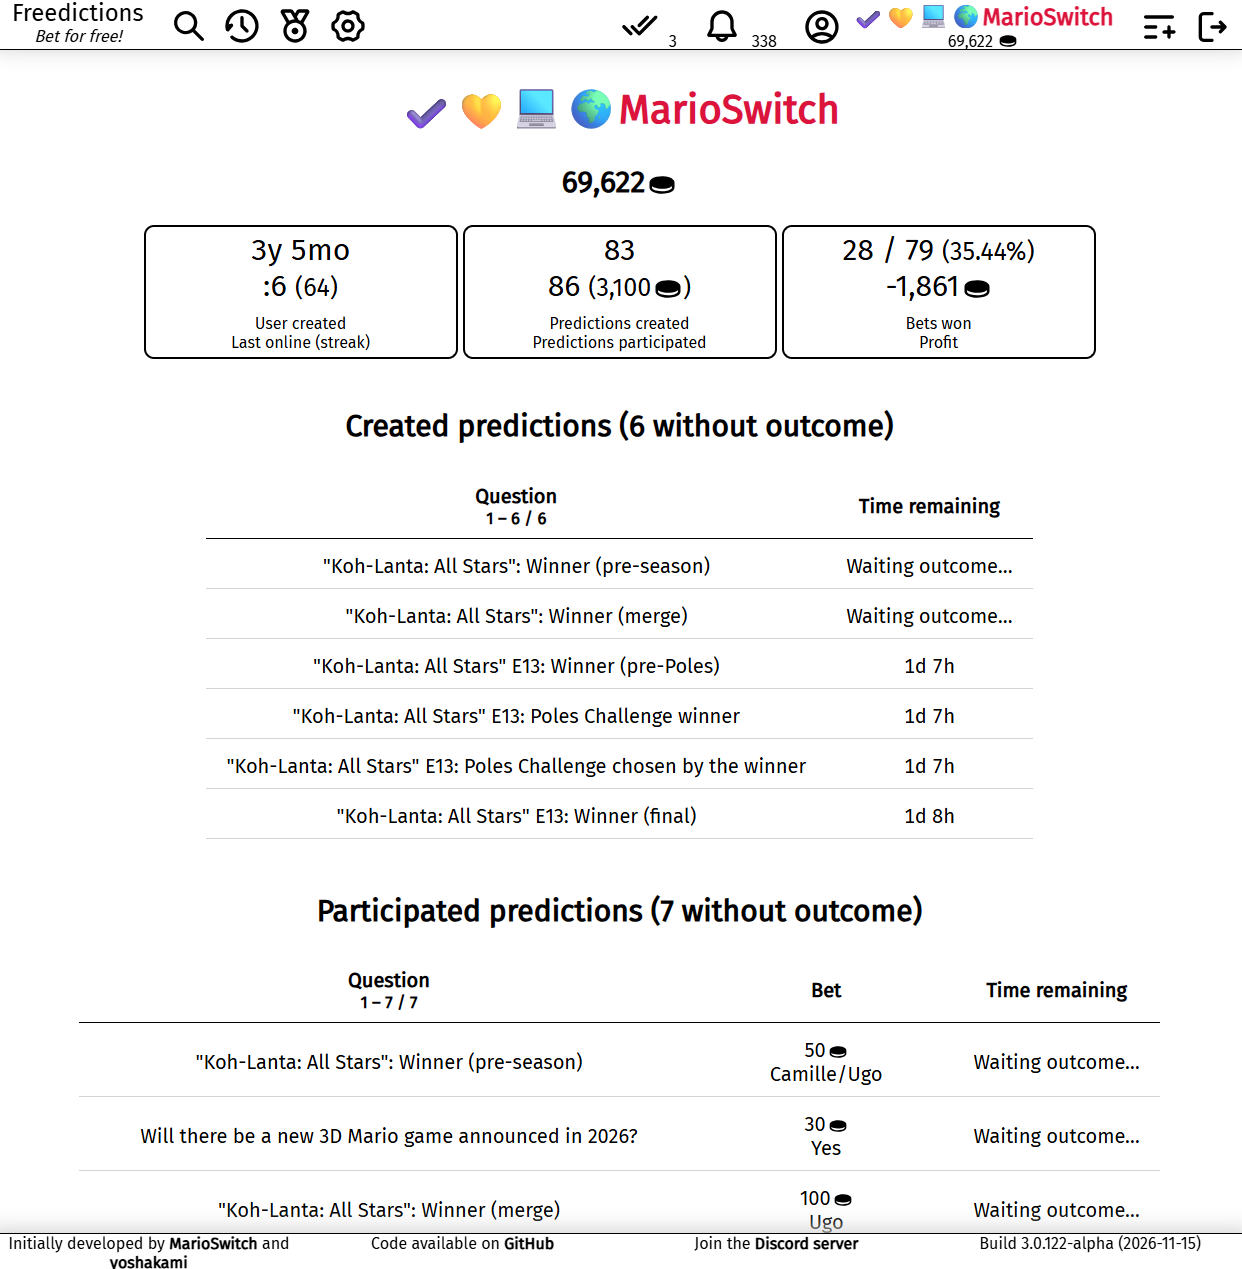 Freedictions
Bet for free!
3
338
MarioSwitch
69,622
MarioSwitch
69,622
3y 5mo
:6 (64)
User created
Last online (streak)
83
86 (3,100)
Predictions created
Predictions participated
28 / 79 (35.44%)
-1,861
Bets won
Profit
Created predictions (6 without outcome)
Question
1 – 6 / 6
Time remaining
"Koh-Lanta: All Stars": Winner (pre-season) Waiting outcome...
"Koh-Lanta: All Stars": Winner (merge) Waiting outcome...
"Koh-Lanta: All Stars" E13: Winner (pre-Poles) 1d 7h
"Koh-Lanta: All Stars" E13: Poles Challenge winner 1d 7h
"Koh-Lanta: All Stars" E13: Poles Challenge chosen by the winner 1d 7h
"Koh-Lanta: All Stars" E13: Winner (final) 1d 8h
Participated predictions (7 without outcome)
Question
1 – 7 / 7
Bet
Time remaining
"Koh-Lanta: All Stars": Winner (pre-season)
50
Camille/Ugo
Waiting outcome...
Will there be a new 3D Mario game announced in 2026?
30
Yes
Waiting outcome...
"Koh-Lanta: All Stars": Winner (merge)
100
Ugo
Waiting outcome...
Initially developed by MarioSwitch and
yoshakami
Code available on GitHub
Join the Discord server
Build 3.0.122-alpha (2026-11-15)